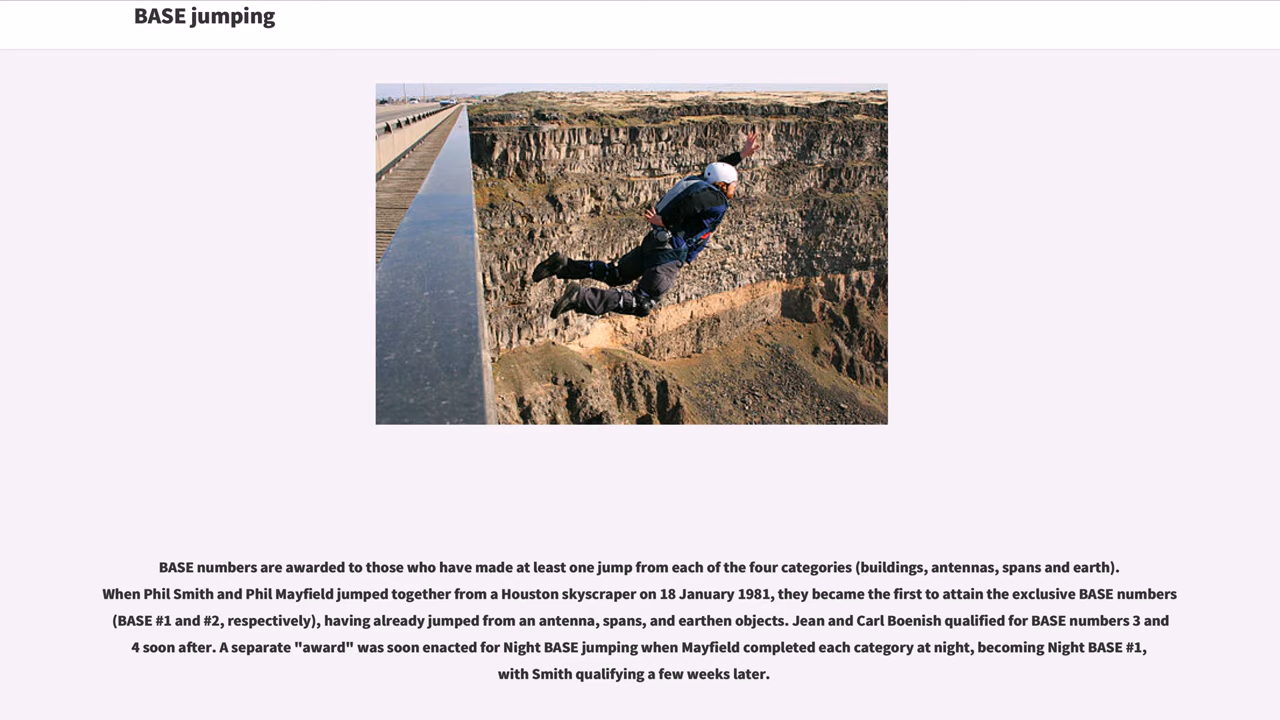 BASE jumping
BASE numbers are awarded to those who have made at least one jump from each of the four categories (buildings, antennas, spans and earth).
When Phil Smith and Phil Mayfield jumped together from a Houston skyscraper on 18 January 1981, they became the first to attain the exclusive BASE numbers
(BASE #1 and #2, respectively), having already jumped from an antenna, spans, and earthen objects. Jean and Carl Boenish qualified for BASE numbers 3 and
4 soon after. A separate "award" was soon enacted for Night BASE jumping when Mayfield completed each category at night, becoming Night BASE #1,
with Smith qualifying a few weeks later.